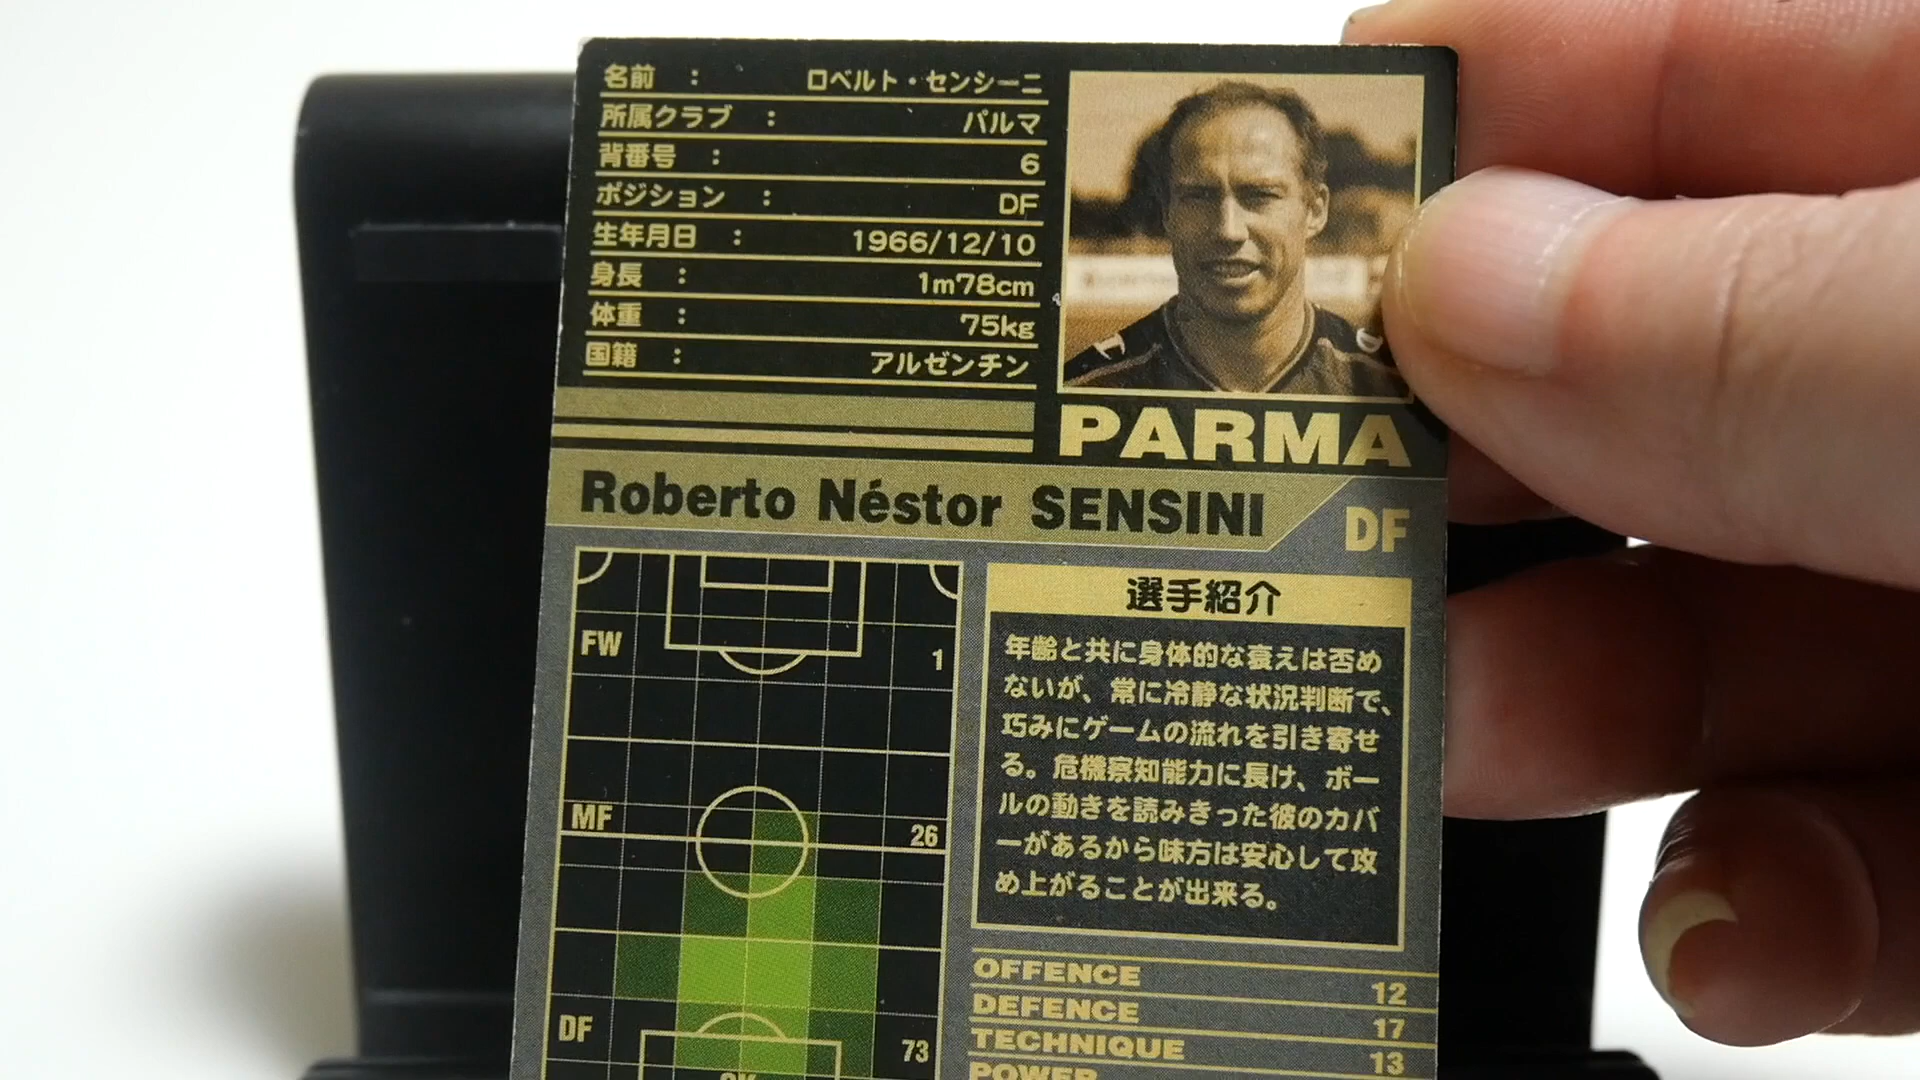 名前 : ロベルト・センシーニ
所属クラブ : パルマ
背番号 : 6
ポジション : DF
生年月日 : 1966/12/10
身長 : 1m78cm
体重 : 75kg
国籍 : アルゼンチン
PARMA
Roberto Néstor SENSINI
DF
FW 1
MF 26
DF 73
選手紹介
年齢と共に身体的な衰えは否め
ないが、常に冷静な状況判断で、
巧みにゲームの流れを引き寄せ
る。危機察知能力に長け、ボー
ルの動きを読みきった彼のカバ
ーがあるから味方は安心して攻
め上がることが出来る。
OFFENCE 12
DEFENCE 17
TECHNIQUE 13
POWER